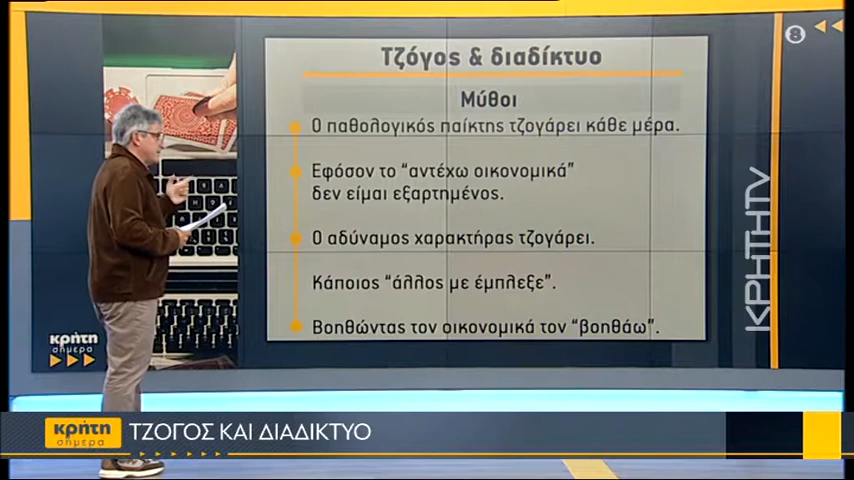 8
Τζόγος & διαδίκτυο
Μύθοι
Ο παθολογικός παίκτης τζογάρει κάθε μέρα.
Εφόσον το “αντέχω οικονομικά”
δεν είμαι εξαρτημένος.
Ο αδύναμος χαρακτήρας τζογάρει.
Κάποιος “άλλος με έμπλεξε”.
Βοηθώντας τον οικονομικά τον “βοηθάω”.
ΚΡΗΤΗTV
κρήτη
σήμερα
κρήτη
σήμερα
ΤΖΟΓΟΣ ΚΑΙ ΔΙΑΔΙΚΤΥΟ